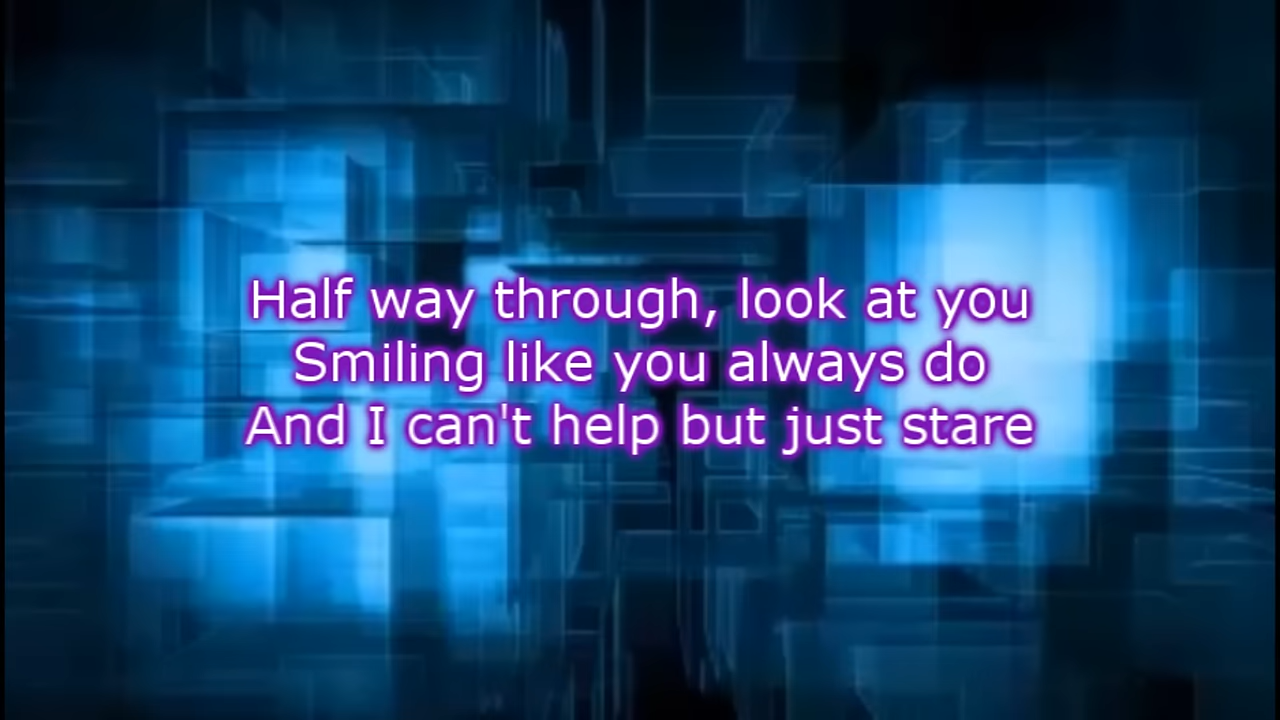 Half way through, look at you
Smiling like you always do
And I can't help but just stare